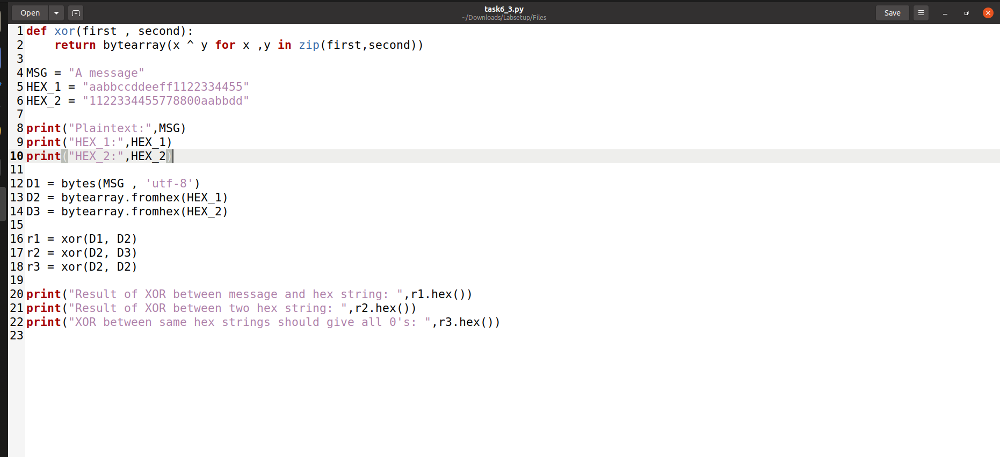 Open
task6_3.py
~/Downloads/Labsetup/Files
Save
1 def xor(first , second):
2     return bytearray(x ^ y for x ,y in zip(first,second))
3
4 MSG = "A message"
5 HEX_1 = "aabbccddeeff1122334455"
6 HEX_2 = "1122334455778800aabbdd"
7
8 print("Plaintext:",MSG)
9 print("HEX_1:",HEX_1)
10 print("HEX_2:",HEX_2)
11
12 D1 = bytes(MSG , 'utf-8')
13 D2 = bytearray.fromhex(HEX_1)
14 D3 = bytearray.fromhex(HEX_2)
15
16 r1 = xor(D1, D2)
17 r2 = xor(D2, D3)
18 r3 = xor(D2, D2)
19
20 print("Result of XOR between message and hex string: ",r1.hex())
21 print("Result of XOR between two hex string: ",r2.hex())
22 print("XOR between same hex strings should give all 0's: ",r3.hex())
23